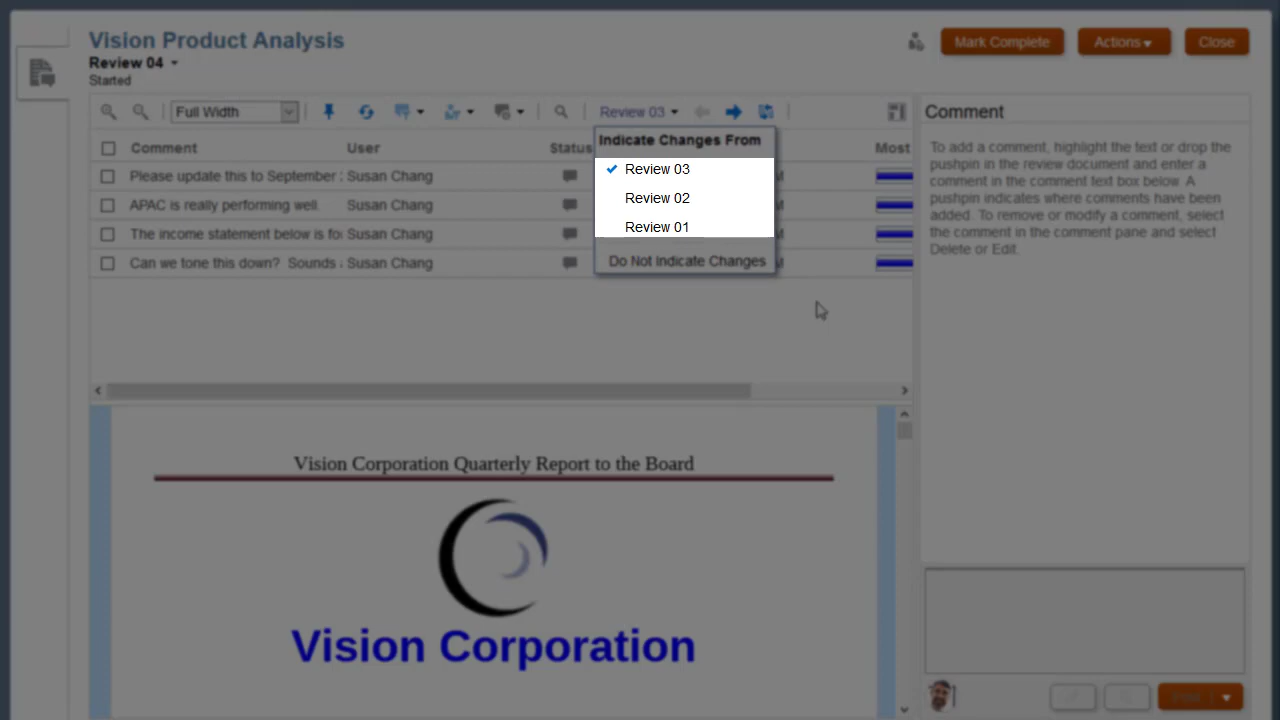 Vision Product Analysis
Review 04
Started
Mark Complete
Actions
Close
Full Width
Review 03
Comment
Indicate Changes From
Review 03
Review 02
Review 01
Do Not Indicate Changes
Comment User Status Most
Please update this to September Susan Chang
APAC is really performing well. Susan Chang
The income statement below is fo Susan Chang
Can we tone this down? Sounds Susan Chang
To add a comment, highlight the text or drop the
pushpin in the review document and enter a
comment in the comment text box below. A
pushpin indicates where comments have been
added. To remove or modify a comment, select
the comment in the comment pane and select
Delete or Edit.
Vision Corporation Quarterly Report to the Board
Vision Corporation